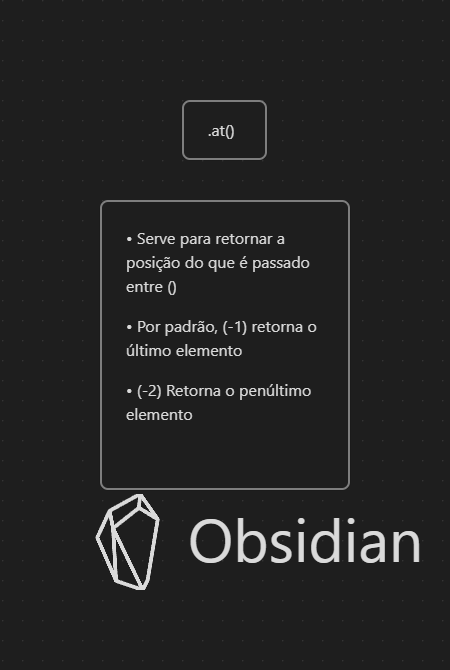 .at()
• Serve para retornar a
posição do que é passado
entre ()
• Por padrão, (-1) retorna o
último elemento
• (-2) Retorna o penúltimo
elemento
Obsidian